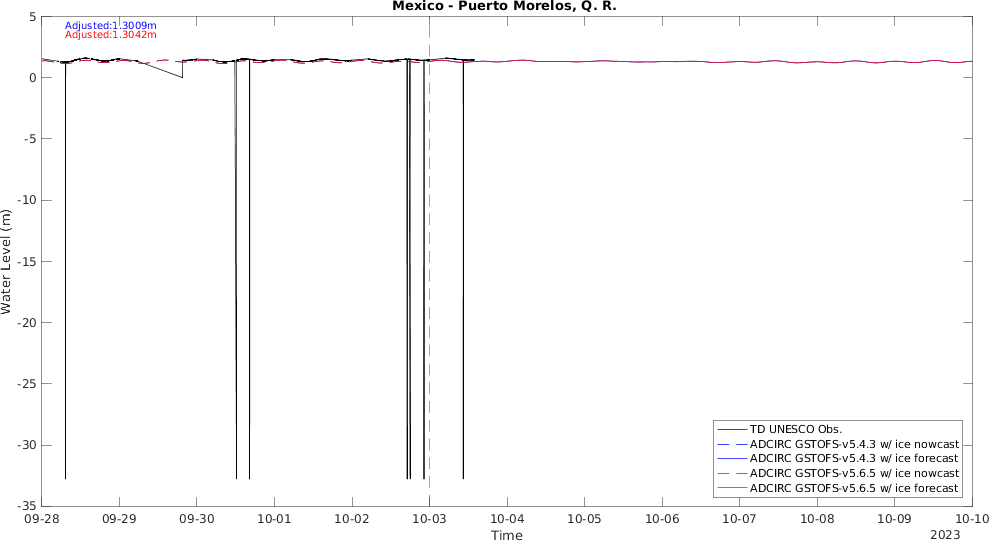 Mexico - Puerto Morelos, Q. R.
Adjusted:1.3009m
Adjusted:1.3042m
5
0
-5
-10
-15
-20
-25
-30
-35
Water Level (m)
TD UNESCO Obs.
ADCIRC GSTOFS-v5.4.3 w/ ice nowcast
ADCIRC GSTOFS-v5.4.3 w/ ice forecast
ADCIRC GSTOFS-v5.6.5 w/ ice nowcast
ADCIRC GSTOFS-v5.6.5 w/ ice forecast
09-28 09-29 09-30 10-01 10-02 10-03 10-04 10-05 10-06 10-07 10-08 10-09 10-10
Time
2023